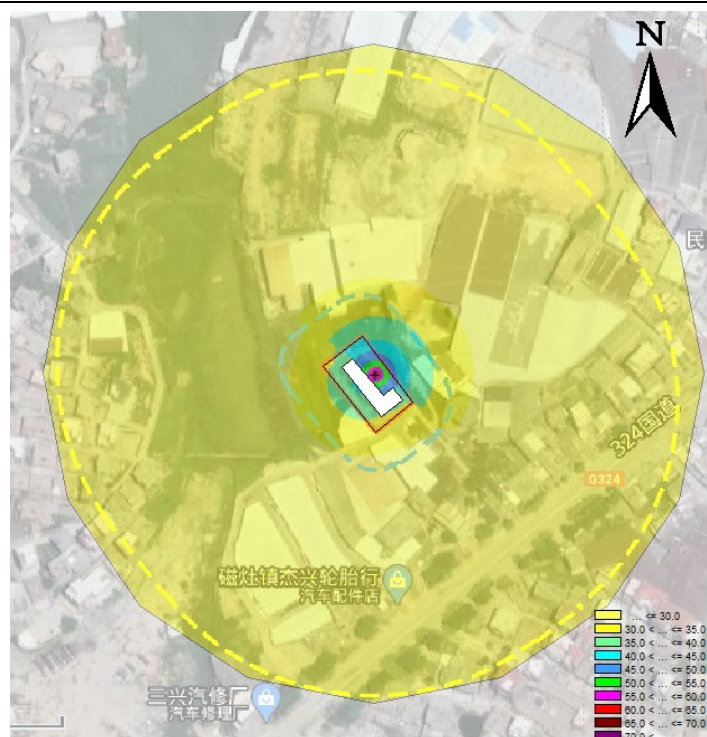 N
民
324国道
G324
磁灶镇杰兴轮胎行
汽车配件店
三兴汽修厂
汽车修理厂
... <= 30.0
30.0 < ... <= 35.0
35.0 < ... <= 40.0
40.0 < ... <= 45.0
45.0 < ... <= 50.0
50.0 < ... <= 55.0
55.0 < ... <= 60.0
60.0 < ... <= 65.0
65.0 < ... <= 70.0
70.0 <